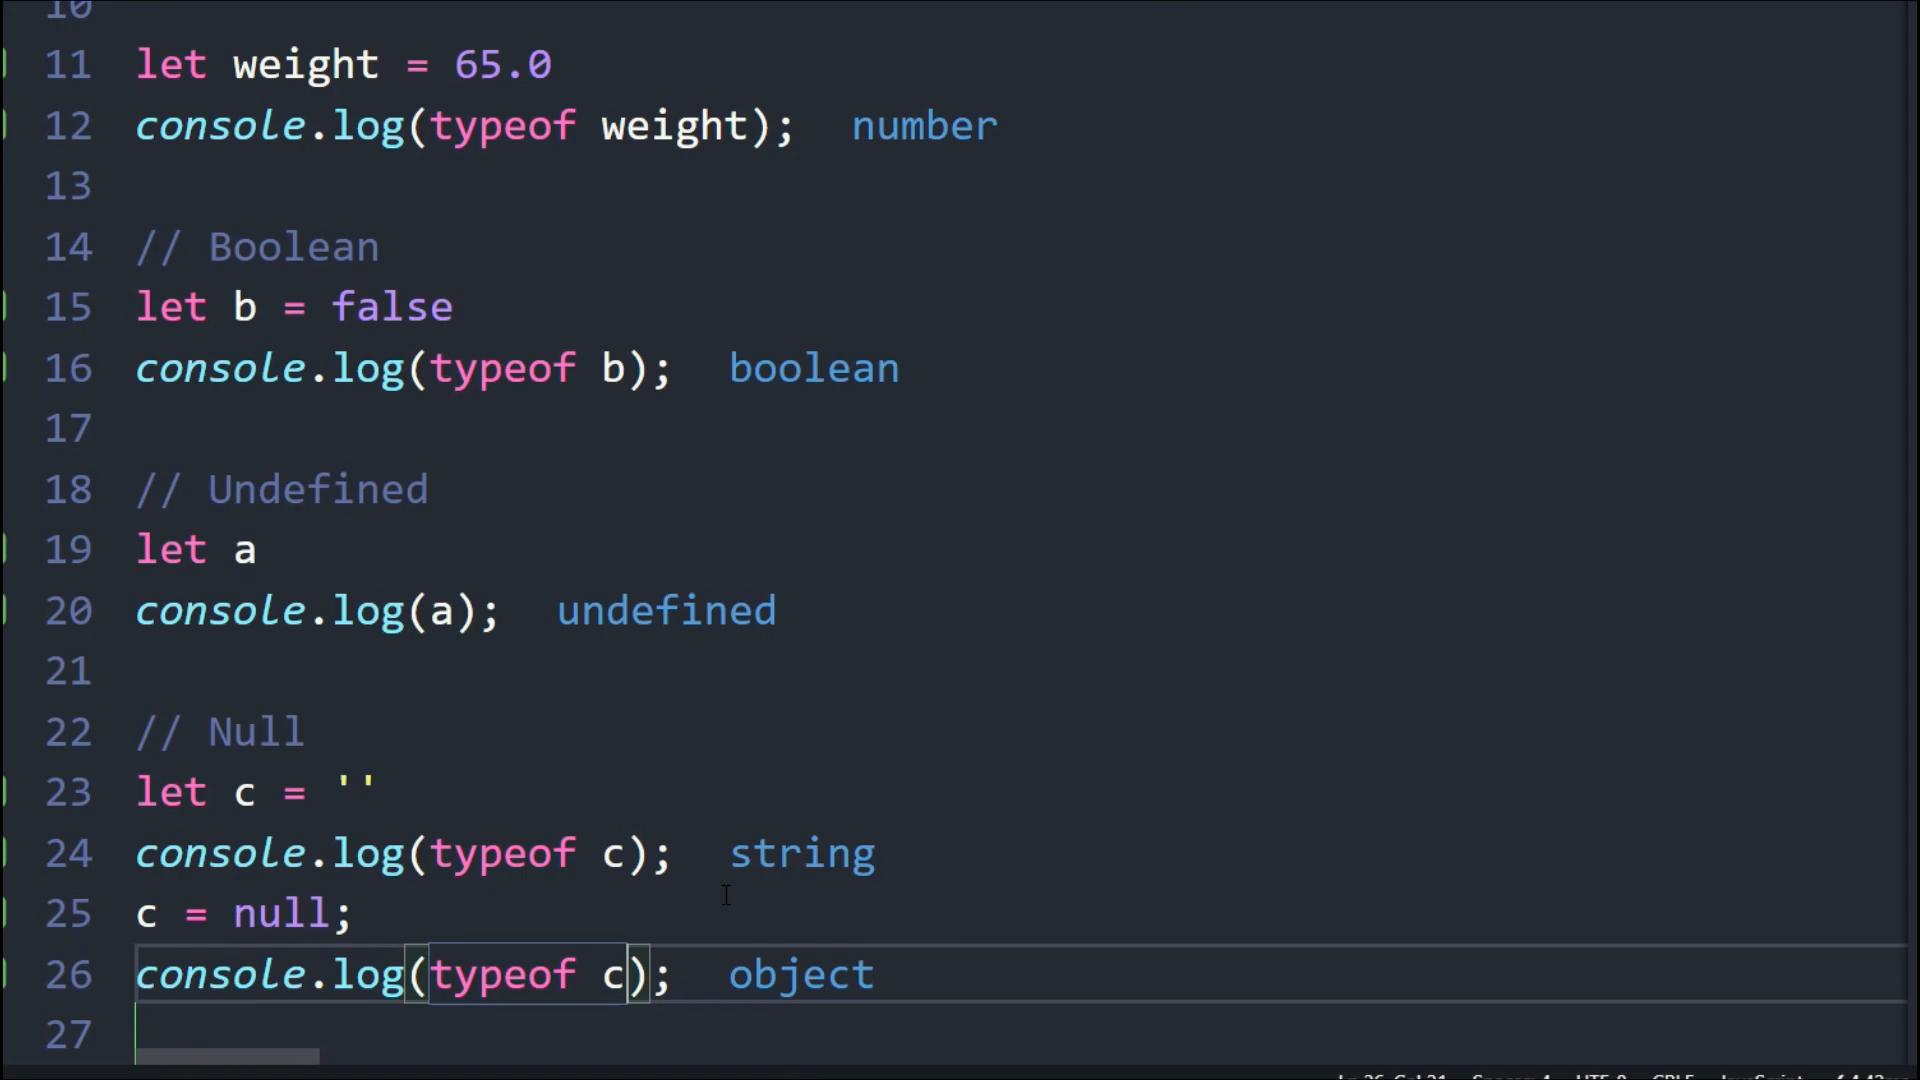 10
11 let weight = 65.0
12 console.log(typeof weight); number
13
14 // Boolean
15 let b = false
16 console.log(typeof b); boolean
17
18 // Undefined
19 let a
20 console.log(a); undefined
21
22 // Null
23 let c = ''
24 console.log(typeof c); string
25 c = null;
26 console.log(typeof c); object
27